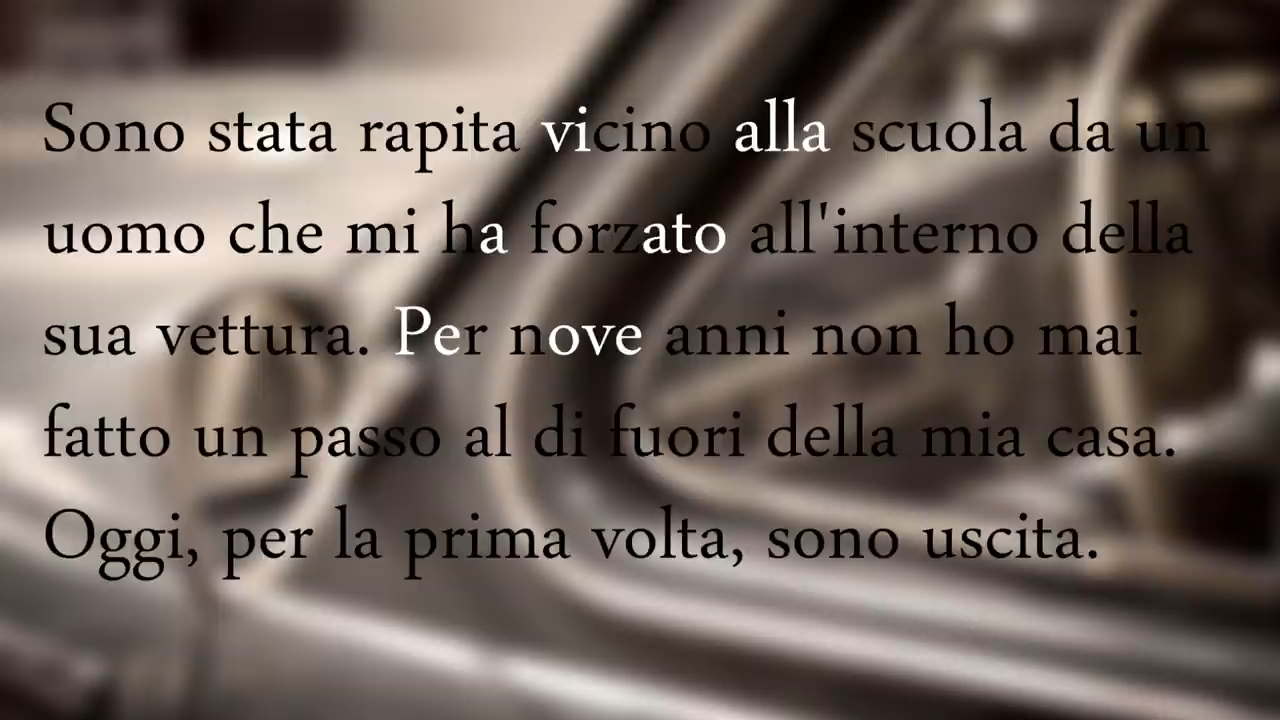 Sono stata rapita vicino alla scuola da un
uomo che mi ha forzato all'interno della
sua vettura. Per nove anni non ho mai
fatto un passo al di fuori della mia casa.
Oggi, per la prima volta, sono uscita.